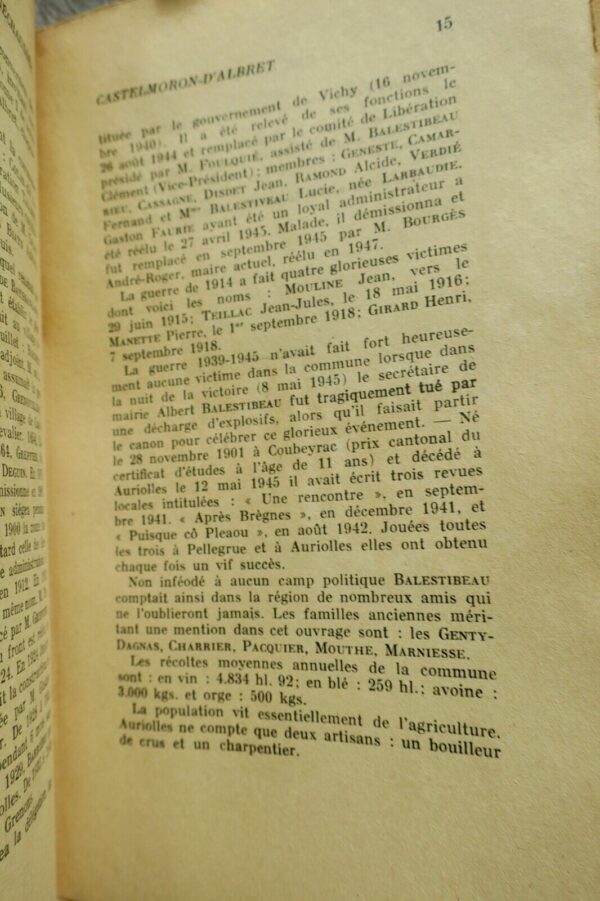 15
CASTELMORON-D'ALBRET
tituée par le gouvernement de Vichy (16 novem-
bre 1940). Il a été relevé de ses fonctions le
26 août 1944 et remplacé par le comité de Libération
présidé par M. FOULQUIÉ, assisté de M. BALESTIBEAU
Clément (Vice-Président) ; membres : GENESTE, CAMAR-
RIEU, CASSAGNE, DISDET Jean, RAMOND Alcide, VERDIÉ
Fernand et Mme BALESTIVEAU Lucie, née LARBAUDIE.
Gaston FAURIE ayant été un loyal administrateur a
été réélu le 27 avril 1945. Malade, il démissionna et
fut remplacé en septembre 1945 par M. BOURGÈS
André-Roger, maire actuel, réélu en 1947.
La guerre de 1914 a fait quatre glorieuses victimes
dont voici les noms : MOULINE Jean, vers le
29 juin 1915; TEILLAC Jean-Jules, le 18 mai 1916;
MANETTE Pierre, le 1er septembre 1918; GIRARD Henri,
7 septembre 1918.
La guerre 1939-1945 n'avait fait fort heureuse-
ment aucune victime dans la commune lorsque dans
la nuit de la victoire (8 mai 1945) le secrétaire de
mairie Albert BALESTIBEAU fut tragiquement tué par
une décharge d'explosifs, alors qu'il faisait partir
le canon pour célébrer ce glorieux événement. — Né
le 28 novembre 1901 à Coubeyrac (prix cantonal du
certificat d'études à l'âge de 11 ans) et décédé à
Auriolles le 12 mai 1945 il avait écrit trois revues
locales intitulées : « Une rencontre », en septem-
bre 1941. « Après Brègnes », en décembre 1941, et
« Puisque cô Pleaou », en août 1942. Jouées toutes
les trois à Pellegrue et à Auriolles elles ont obtenu
chaque fois un vif succès.
Non inféodé à aucun camp politique BALESTIBEAU
comptait ainsi dans la région de nombreux amis qui
ne l'oublieront jamais. Les familles anciennes méri-
tant une mention dans cet ouvrage sont : les GENTY-
DAGNAS, CHARRIER, PACQUIER, MOUTHE, MARNIESSE.
Les récoltes moyennes annuelles de la commune
sont : en vin : 4.834 hl. 92; en blé : 259 hl.; avoine :
3.000 kgs. et orge : 500 kgs.
La population vit essentiellement de l'agriculture.
Auriolles ne compte que deux artisans : un bouilleur
de crus et un charpentier.